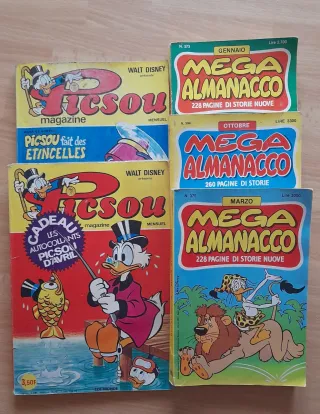 WALT DISNEY
Picsou
magazine
MENSUEL
PICSOU fait des
ETINCELLES
WALT DISNEY
Picsou
magazine
MENSUEL
CADEAU
LES
AUTOCOLLANTS
PICSOU
D'AVRIL
3,50F
GENNAIO
MEGA
ALMANACCO
228 PAGINE DI STORIE NUOVE
OTTOBRE
MEGA
ALMANACCO
260 PAGINE DI STORIE
MARZO
MEGA
ALMANACCO
228 PAGINE DI STORIE NUOVE